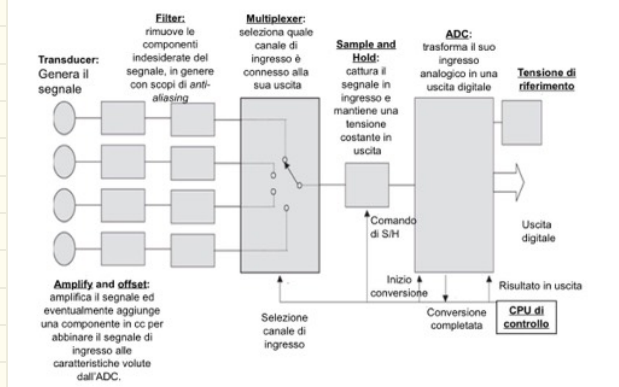 Transducer:
Genera il
segnale
Filter:
rimuove le
componenti
indesiderate del
segnale, in genere
con scopi di anti-
aliasing
Multiplexer:
seleziona quale
canale di
ingresso è
connesso alla
sua uscita
Sample and
Hold:
cattura il
segnale in
ingresso e
mantiene una
tensione
costante in
uscita
ADC:
trasforma il suo
ingresso
analogico in una
uscita digitale
Tensione di
riferimento
Comando
di S/H
Uscita
digitale
Amplify and offset:
amplifica il segnale ed
eventualmente aggiunge
una componente in cc per
abbinare il segnale di
ingresso alle
caratteristiche volute
dall'ADC.
Selezione
canale di
ingresso
Inizio
conversione
Conversione
completata
Risultato in uscita
CPU di
controllo